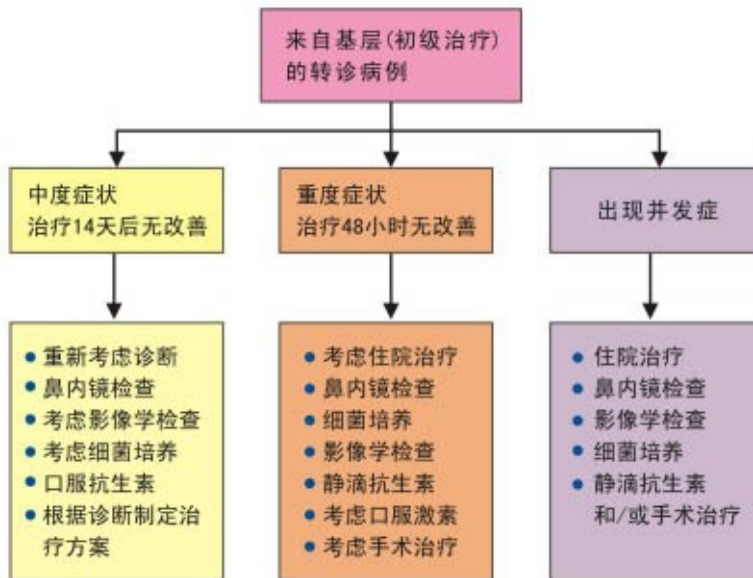 来自基层(初级治疗)
的转诊病例
中度症状
治疗14天后无改善
重度症状
治疗48小时无改善
出现并发症
● 重新考虑诊断
● 鼻内镜检查
● 考虑影像学检查
● 考虑细菌培养
● 口服抗生素
● 根据诊断制定治
疗方案
● 考虑住院治疗
● 鼻内镜检查
● 细菌培养
● 影像学检查
● 静滴抗生素
● 考虑口服激素
● 考虑手术治疗
● 住院治疗
● 鼻内镜检查
● 影像学检查
● 细菌培养
● 静滴抗生素
和/或手术治疗